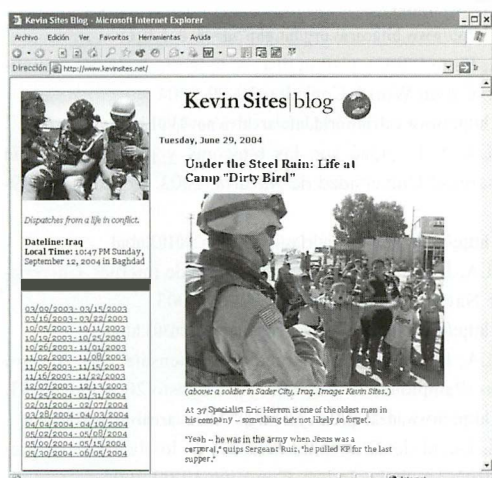 Kevin Sites Blog - Microsoft Internet Explorer
Archivo Edición Ver Favoritos Herramientas Ayuda
Dirección http://www.kevinsites.net/
Kevin Sites|blog
Tuesday, June 29, 2004
Under the Steel Rain: Life at
Camp "Dirty Bird"
(above: a soldier in Sader City, Iraq. Image: Kevin Sites.)
At 37 Specialist Eric Herron is one of the oldest men in
his company – something he's not likely to forget.
"Yeah – he was in the army when Jesus was a
corporal," quips Sergeant Ruiz, "he pulled KP for the last
supper."
Dispatches from a life in conflict.
Dateline: Iraq
Local Time: 10:47 PM Sunday,
September 12, 2004 in Baghdad
03/09/2003 - 03/15/2003
03/16/2003 - 03/22/2003
10/05/2003 - 10/11/2003
10/19/2003 - 10/25/2003
10/26/2003 - 11/01/2003
11/02/2003 - 11/08/2003
11/09/2003 - 11/15/2003
11/16/2003 - 11/22/2003
12/07/2003 - 12/13/2003
01/25/2004 - 01/31/2004
02/01/2004 - 02/07/2004
03/28/2004 - 04/03/2004
04/04/2004 - 04/10/2004
05/02/2004 - 05/08/2004
05/09/2004 - 05/15/2004
05/30/2004 - 06/05/2004